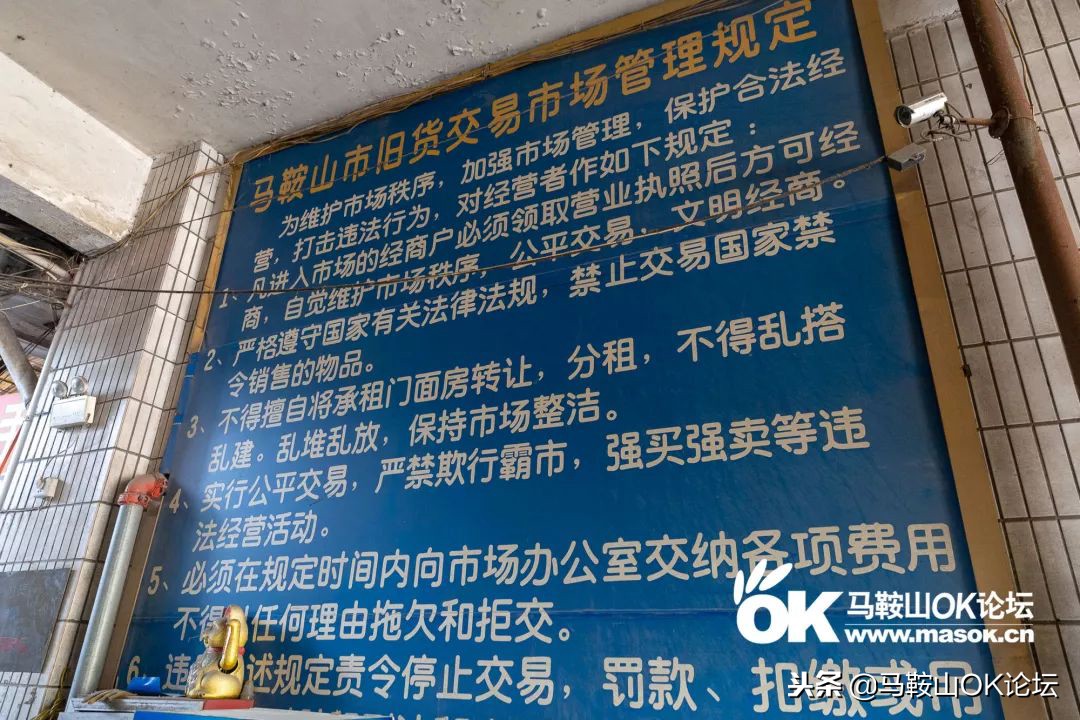 马鞍山市旧货交易市场管理规定
为维护市场秩序，加强市场管理，保护合法经
营，打击违法行为，对经营者作如下规定：
1、凡进入市场的经商户必须领取营业执照后方可经
商，自觉维护市场秩序，公平交易，文明经商。
2、严格遵守国家有关法律法规，禁止交易国家禁
令销售的物品。
3、不得擅自将承租门面房转让，分租，不得乱搭
乱建。乱堆乱放，保持市场整洁。
4、实行公平交易，严禁欺行霸市，强买强卖等违
法经营活动。
5、必须在规定时间内向市场办公室交纳各项费用
不得 任何理由拖欠和拒交。
6、违 述规定责令停止交易，罚款、扣缴或吊
OK 马鞍山OK论坛
www.masok.cn
头条 @马鞍山OK论坛